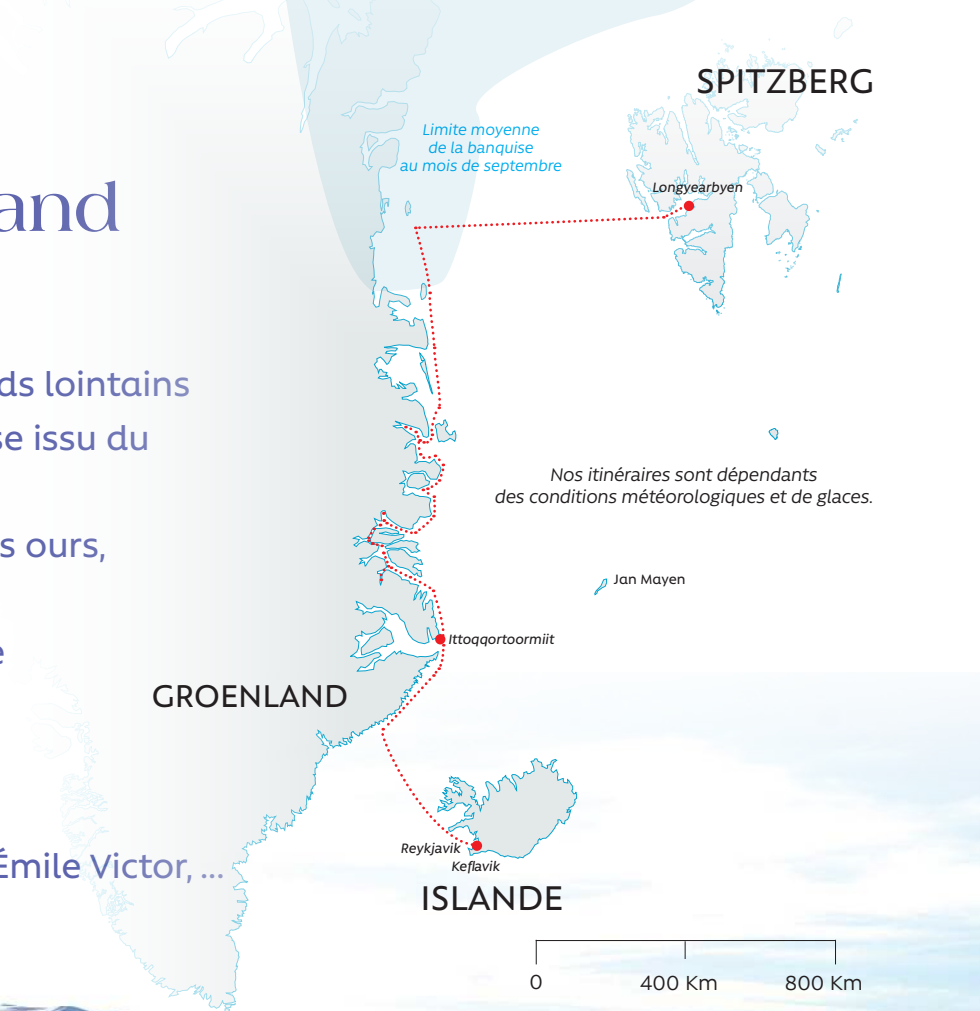 SPITZBERG
Limite moyenne
de la banquise
au mois de septembre
Longyearbyen
and
ds lointains
se issu du
Nos itinéraires sont dépendants
des conditions météorologiques et de glaces.
s ours,
Jan Mayen
Ittoqqortoormiit
e
GROENLAND
Reykjavik
Keflavik
Émile Victor, ...
ISLANDE
0 400 Km 800 Km